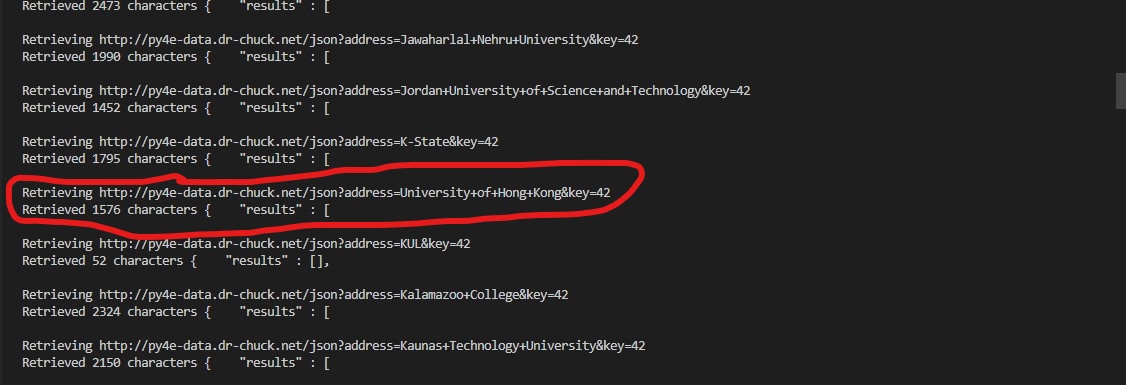 Retrieved 2473 characters {    "results" : [
Retrieving http://py4e-data.dr-chuck.net/json?address=Jawaharlal+Nehru+University&key=42
Retrieved 1990 characters {    "results" : [
Retrieving http://py4e-data.dr-chuck.net/json?address=Jordan+University+of+Science+and+Technology&key=42
Retrieved 1452 characters {    "results" : [
Retrieving http://py4e-data.dr-chuck.net/json?address=K-State&key=42
Retrieved 1795 characters {    "results" : [
Retrieving http://py4e-data.dr-chuck.net/json?address=University+of+Hong+Kong&key=42
Retrieved 1576 characters {    "results" : [
Retrieving http://py4e-data.dr-chuck.net/json?address=KUL&key=42
Retrieved 52 characters {    "results" : [],
Retrieving http://py4e-data.dr-chuck.net/json?address=Kalamazoo+College&key=42
Retrieved 2324 characters {    "results" : [
Retrieving http://py4e-data.dr-chuck.net/json?address=Kaunas+Technology+University&key=42
Retrieved 2150 characters {    "results" : [